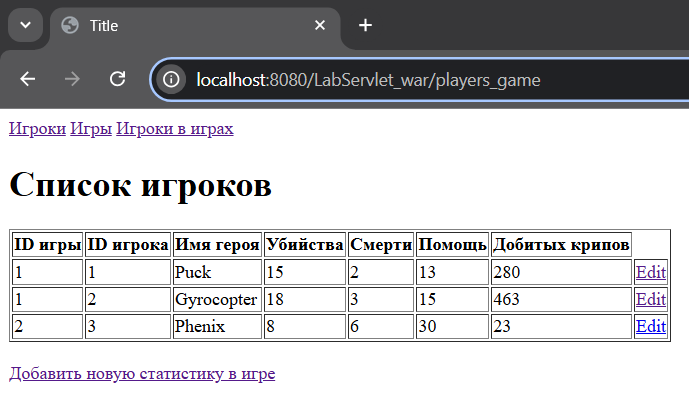 Title
localhost:8080/LabServlet_war/players_game
Игроки Игры Игроки в играх
Список игроков
ID игры ID игрока Имя героя Убийства Смерти Помощь Добитых крипов
1 1 Puck 15 2 13 280 Edit
1 2 Gyrocopter 18 3 15 463 Edit
2 3 Phenix 8 6 30 23 Edit
Добавить новую статистику в игре